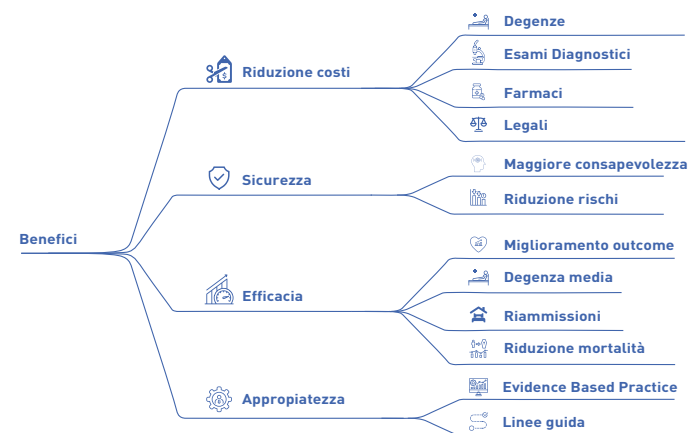 Benefici
Riduzione costi
Degenze
Esami Diagnostici
Farmaci
Legali
Sicurezza
Maggiore consapevolezza
Riduzione rischi
Efficacia
Miglioramento outcome
Degenza media
Riammissioni
Riduzione mortalità
Appropiatezza
Evidence Based Practice
Linee guida